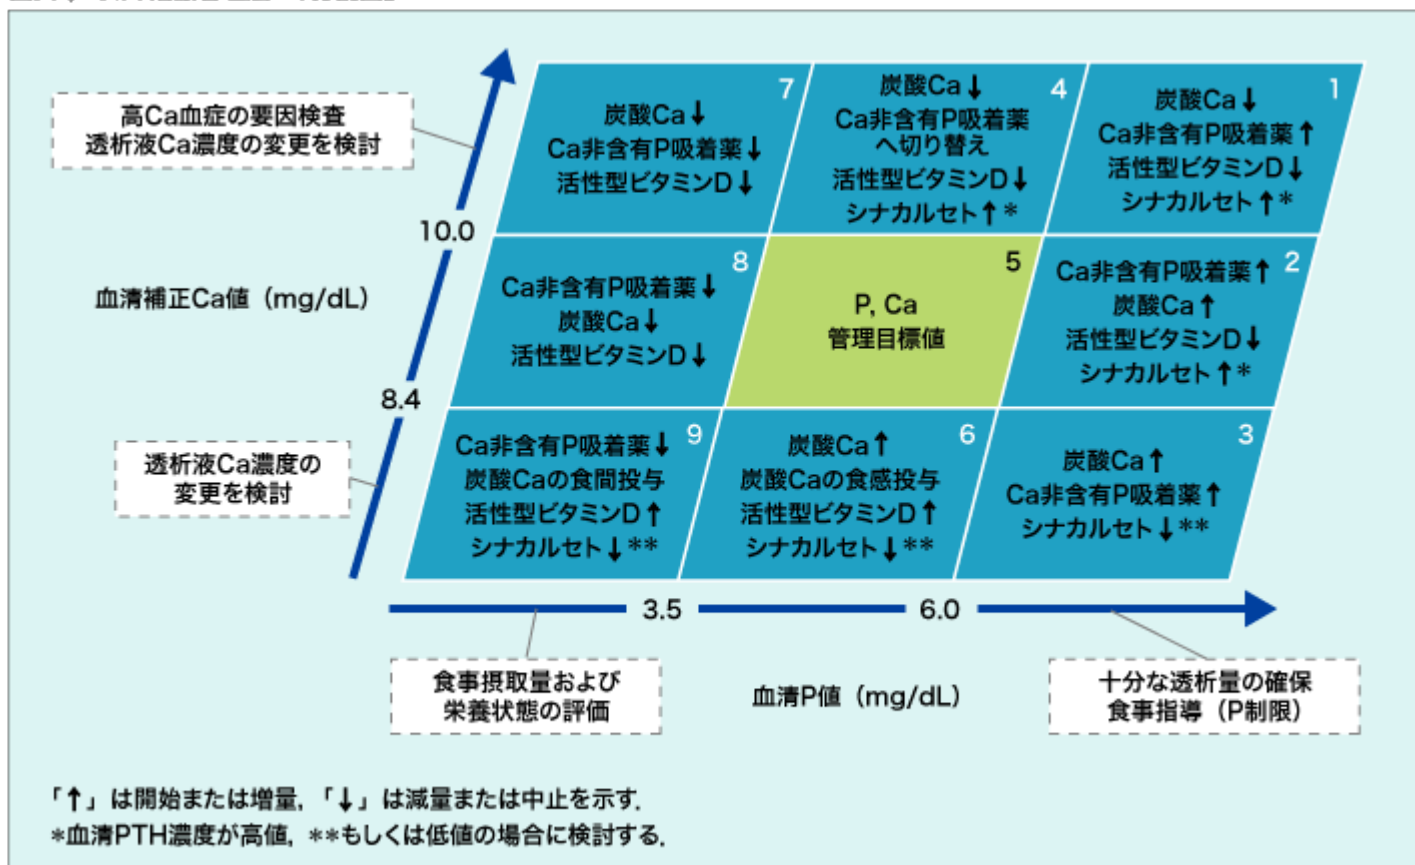 高Ca血症の要因検査
透析液Ca濃度の変更を検討
10.0
血清補正Ca値（mg/dL）
8.4
透析液Ca濃度の
変更を検討
7
炭酸Ca↓
Ca非含有P吸着薬↓
活性型ビタミンD↓
4
炭酸Ca↓
Ca非含有P吸着薬
へ切り替え
活性型ビタミンD↓
シナカルセト↑*
1
炭酸Ca↓
Ca非含有P吸着薬↑
活性型ビタミンD↓
シナカルセト↑*
8
Ca非含有P吸着薬↓
炭酸Ca↓
活性型ビタミンD↓
5
P, Ca
管理目標値
2
Ca非含有P吸着薬↑
炭酸Ca↑
活性型ビタミンD↓
シナカルセト↑*
9
Ca非含有P吸着薬↓
炭酸Caの食間投与
活性型ビタミンD↑
シナカルセト↓**
6
炭酸Ca↑
炭酸Caの食感投与
活性型ビタミンD↑
シナカルセト↓**
3
炭酸Ca↑
Ca非含有P吸着薬↑
シナカルセト↓**
3.5
6.0
食事摂取量および
栄養状態の評価
血清P値（mg/dL）
十分な透析量の確保
食事指導（P制限）
「↑」は開始または増量,「↓」は減量または中止を示す.
*血清PTH濃度が高値, **もしくは低値の場合に検討する.